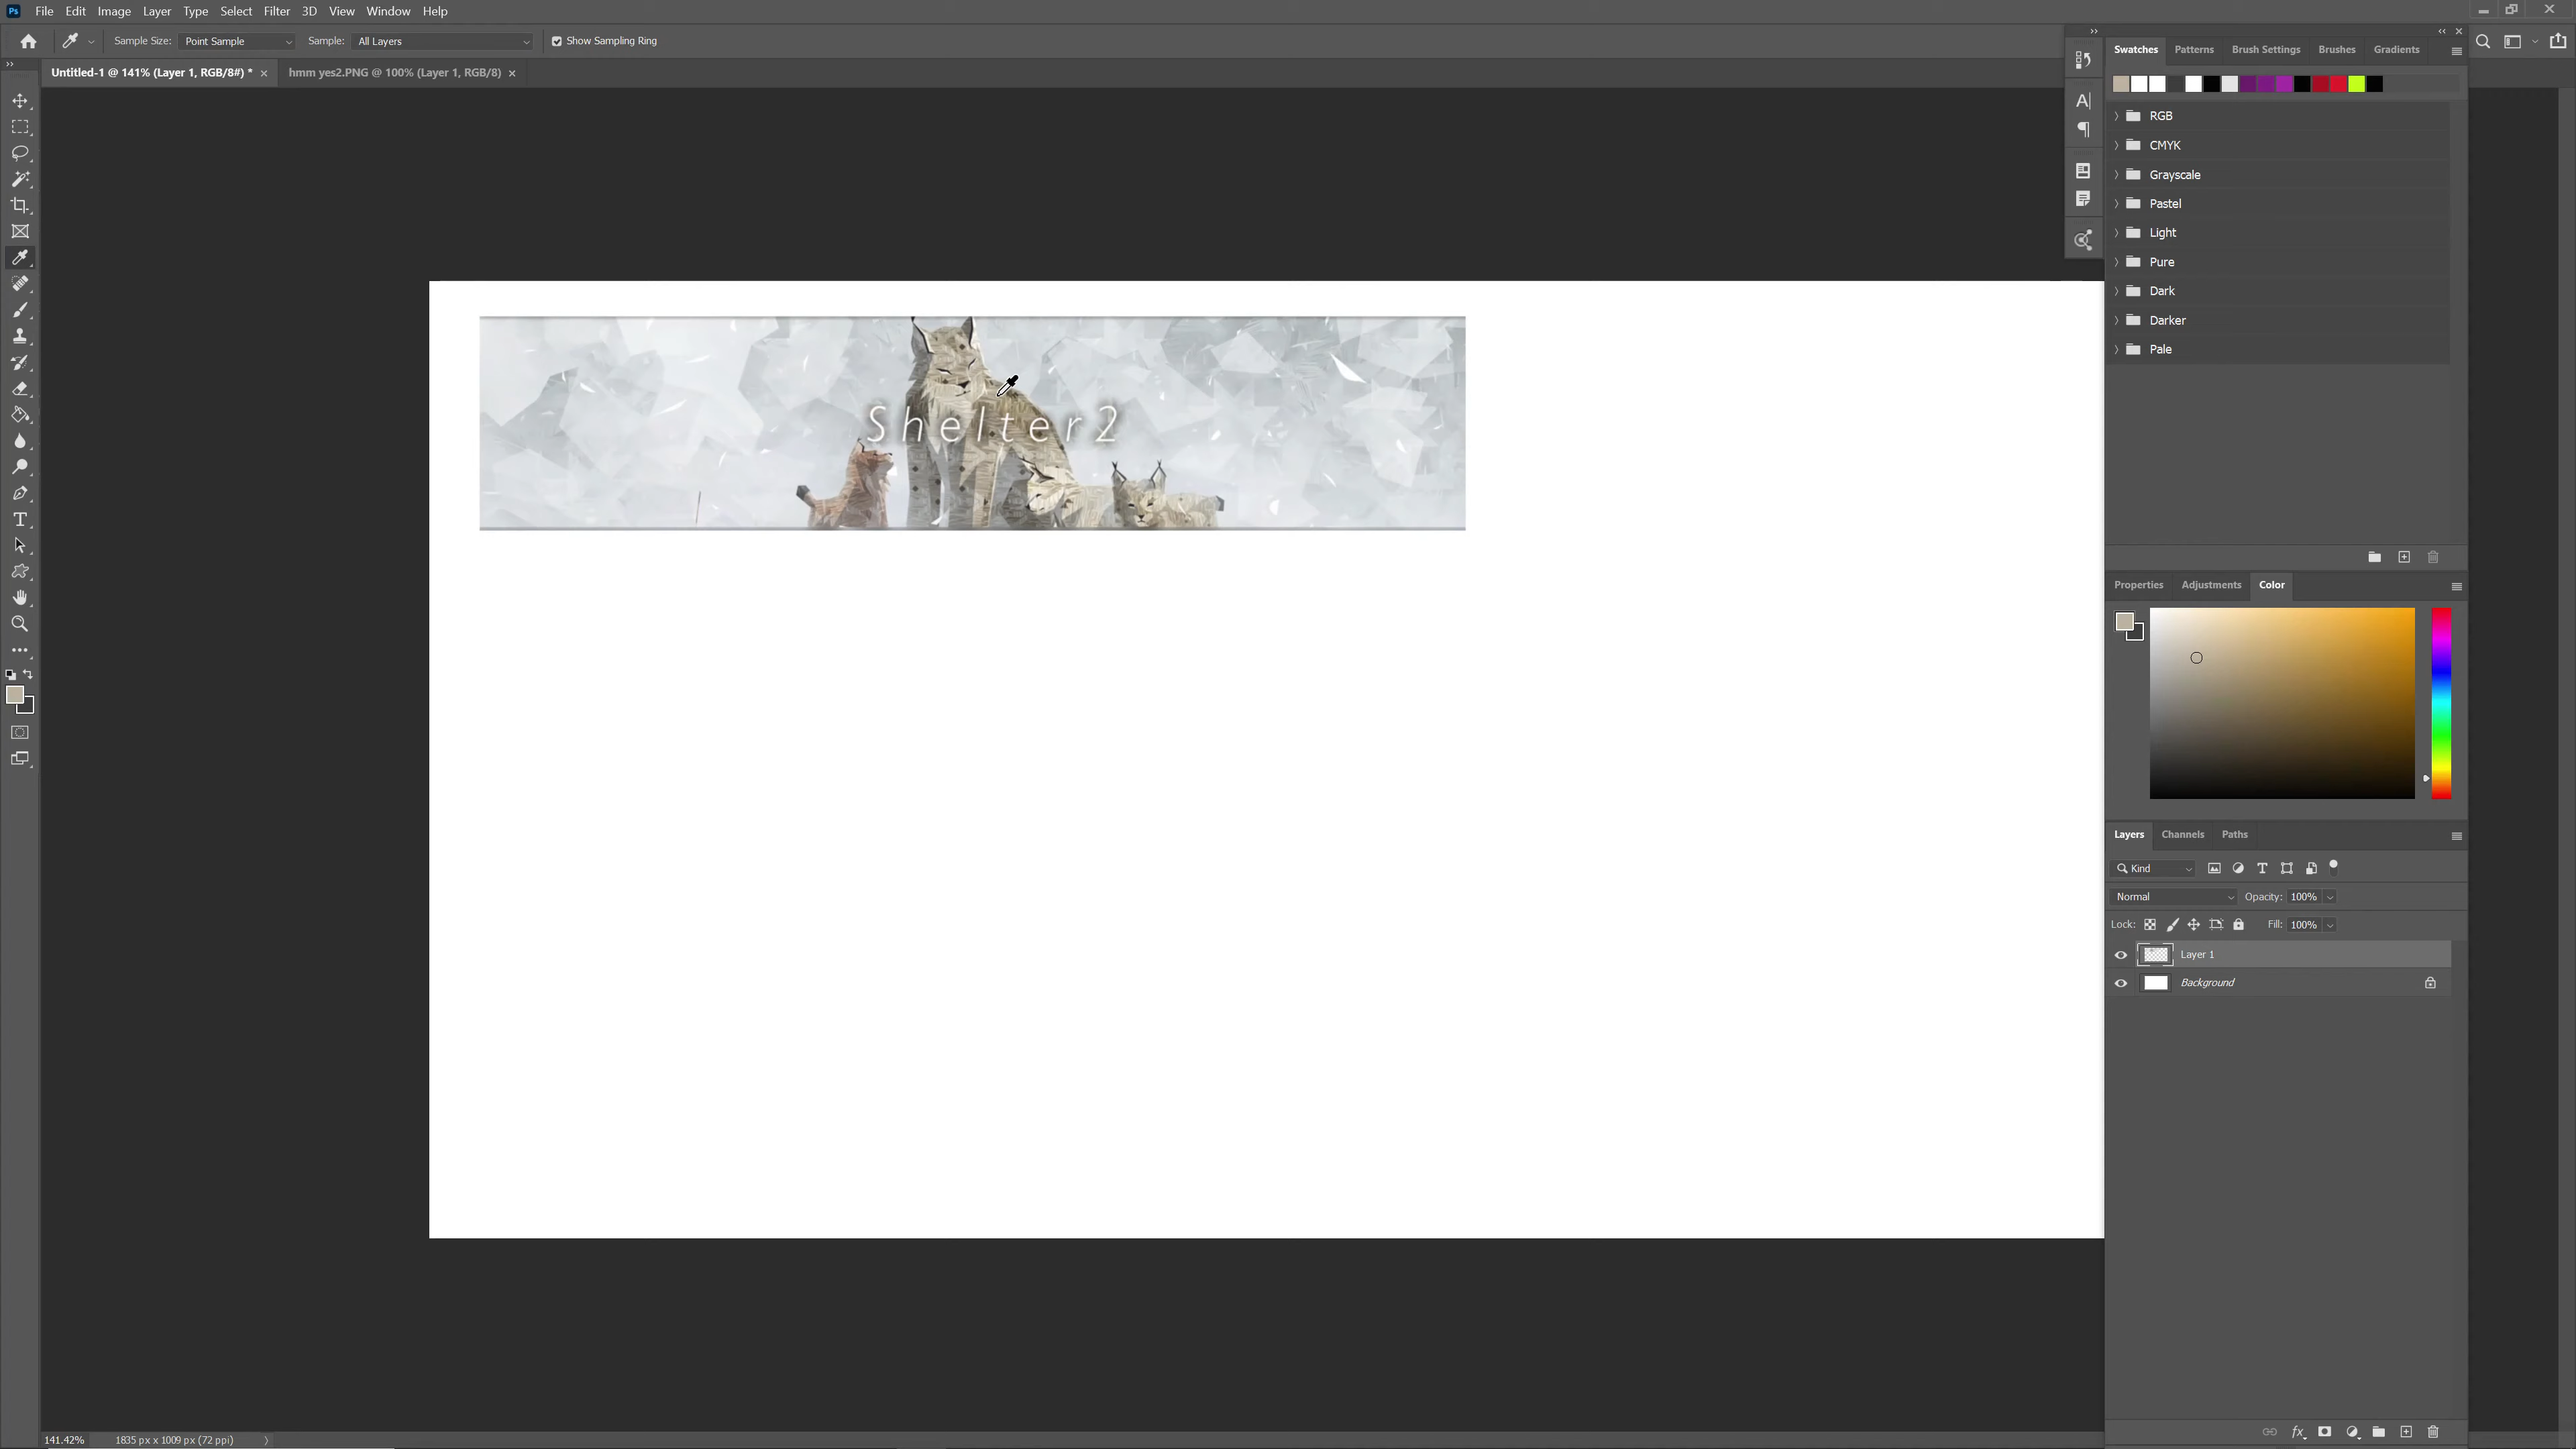 Ps File Edit Image Layer Type Select Filter 3D View Window Help
Sample Size: Point Sample Sample: All Layers Show Sampling Ring
Untitled-1 @ 141% (Layer 1, RGB/8#) * × hmm yes2.PNG @ 100% (Layer 1, RGB/8) ×
Swatches Patterns Brush Settings Brushes Gradients
RGB
CMYK
Grayscale
Pastel
Light
Pure
Dark
Darker
Pale
Shelter2
Properties Adjustments Color
Layers Channels Paths
Kind
Normal Opacity: 100%
Lock: Fill: 100%
Layer 1
Background
141.42% 1835 px x 1009 px (72 ppi)